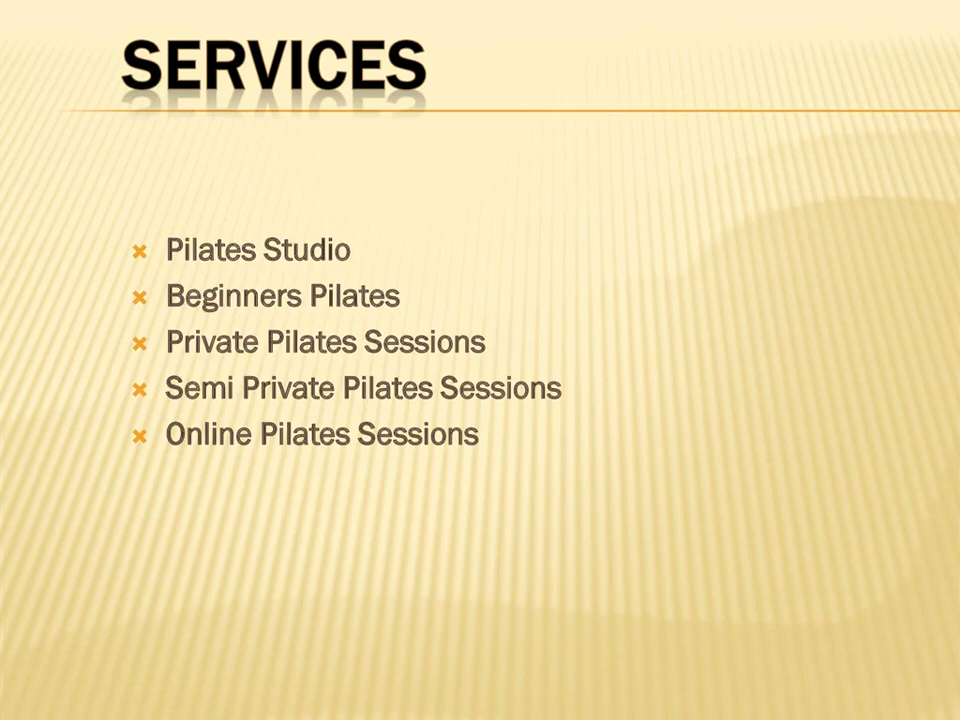 SERVICES
Pilates Studio
Beginners Pilates
Private Pilates Sessions
Semi Private Pilates Sessions
Online Pilates Sessions